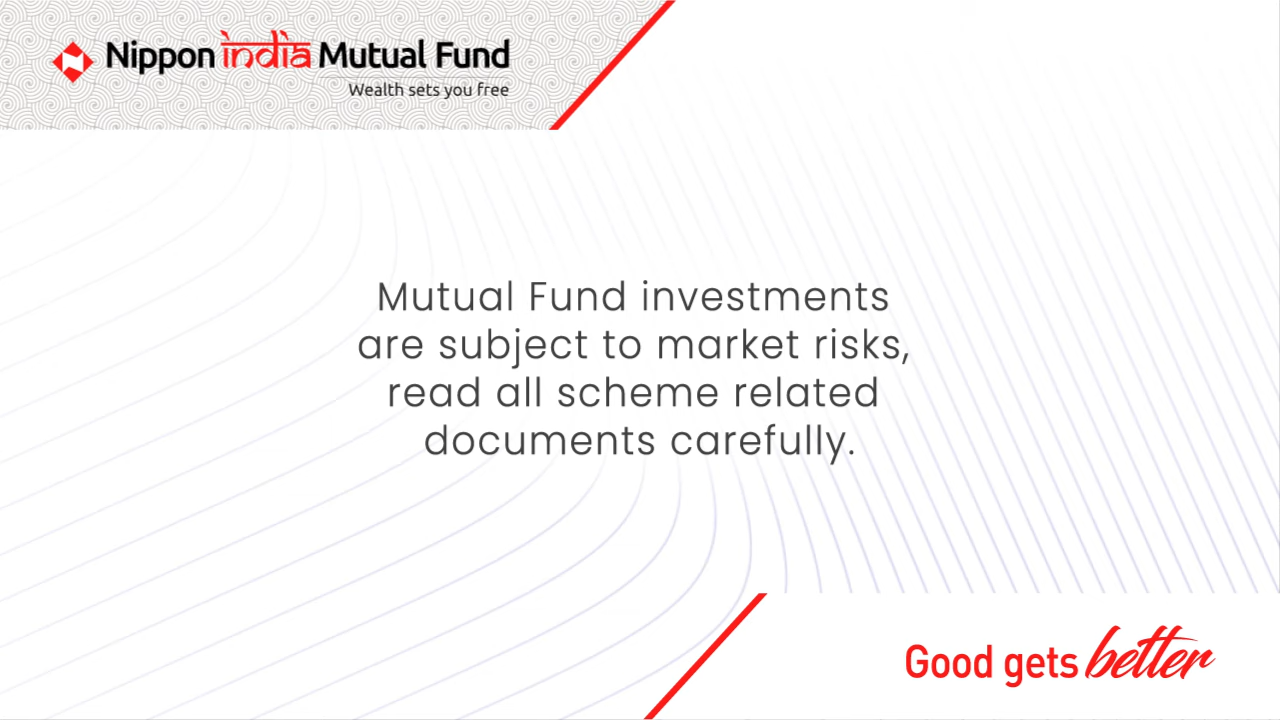 Nippon india Mutual Fund
Wealth sets you free
Mutual Fund investments
are subject to market risks,
read all scheme related
documents carefully.
Good gets better